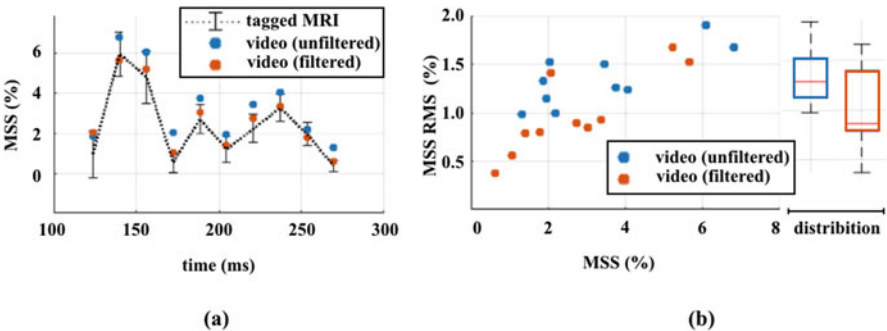 (a)
tagged MRI
video (unfiltered)
video (filtered)
MSS (%)
6
4
2
0
100
150
200
250
300
time (ms)
(b)
2.0
1.5
1.0
0.5
MSS RMS (%)
video (unfiltered)
video (filtered)
0
2
4
6
8
MSS (%)
distribition
(a)
(b)